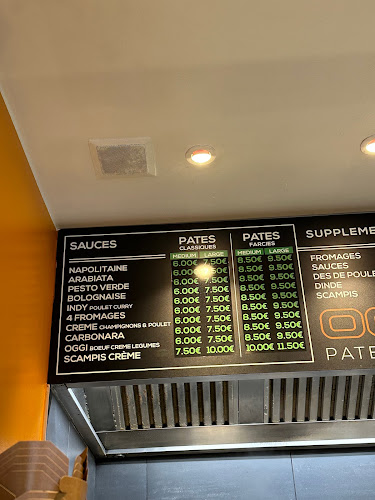 SAUCES PATES CLASSIQUES PATES FARCIES SUPPLEME
MEDIUM LARGE MEDIUM LARGE
NAPOLITAINE 6.00€ 7.50€ 8.50€ 9.50€
ARABIATA 6.00€ 8.50€ 9.50€
PESTO VERDE 6.00€ 7.50€ 8.50€ 9.50€
BOLOGNAISE 6.00€ 7.50€ 8.50€ 9.50€
INDY POULET CURRY 6.00€ 7.50€ 8.50€ 9.50€
4 FROMAGES 6.00€ 7.50€ 8.50€ 9.50€
CREME CHAMPIGNONS & POULET 6.00€ 7.50€ 8.50€ 9.50€
CARBONARA 6.00€ 7.50€ 8.50€ 9.50€
OGGI BOEUF CREME LEGUMES 6.00€ 7.50€ 8.50€ 9.50€
SCAMPIS CRÈME 7.50€ 10.00€ 10.00€ 11.50€
FROMAGES
SAUCES
DES DE POULE
DINDE
SCAMPIS
PATE